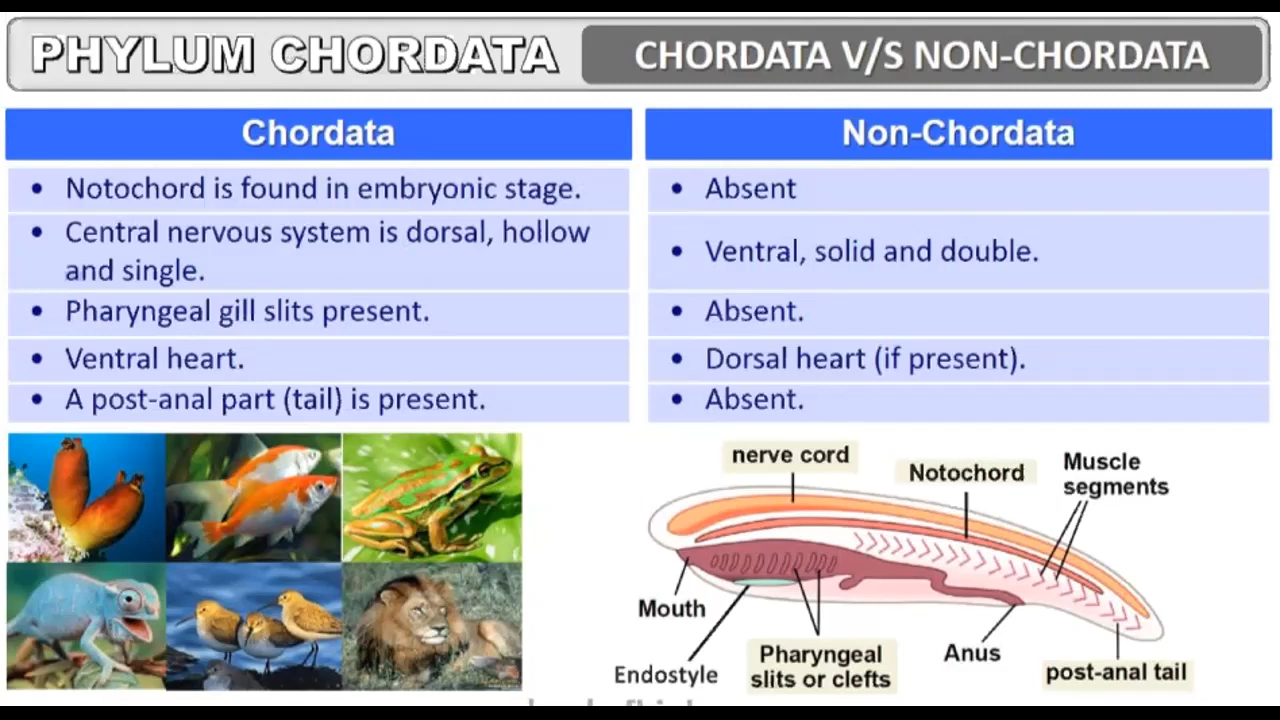 PHYLUM CHORDATA
CHORDATA V/S NON-CHORDATA
Chordata
Non-Chordata
• Notochord is found in embryonic stage.
• Absent
• Central nervous system is dorsal, hollow
and single.
• Ventral, solid and double.
• Pharyngeal gill slits present.
• Absent.
• Ventral heart.
• Dorsal heart (if present).
• A post-anal part (tail) is present.
• Absent.
nerve cord
Notochord
Muscle
segments
Mouth
Endostyle
Pharyngeal
slits or clefts
Anus
post-anal tail